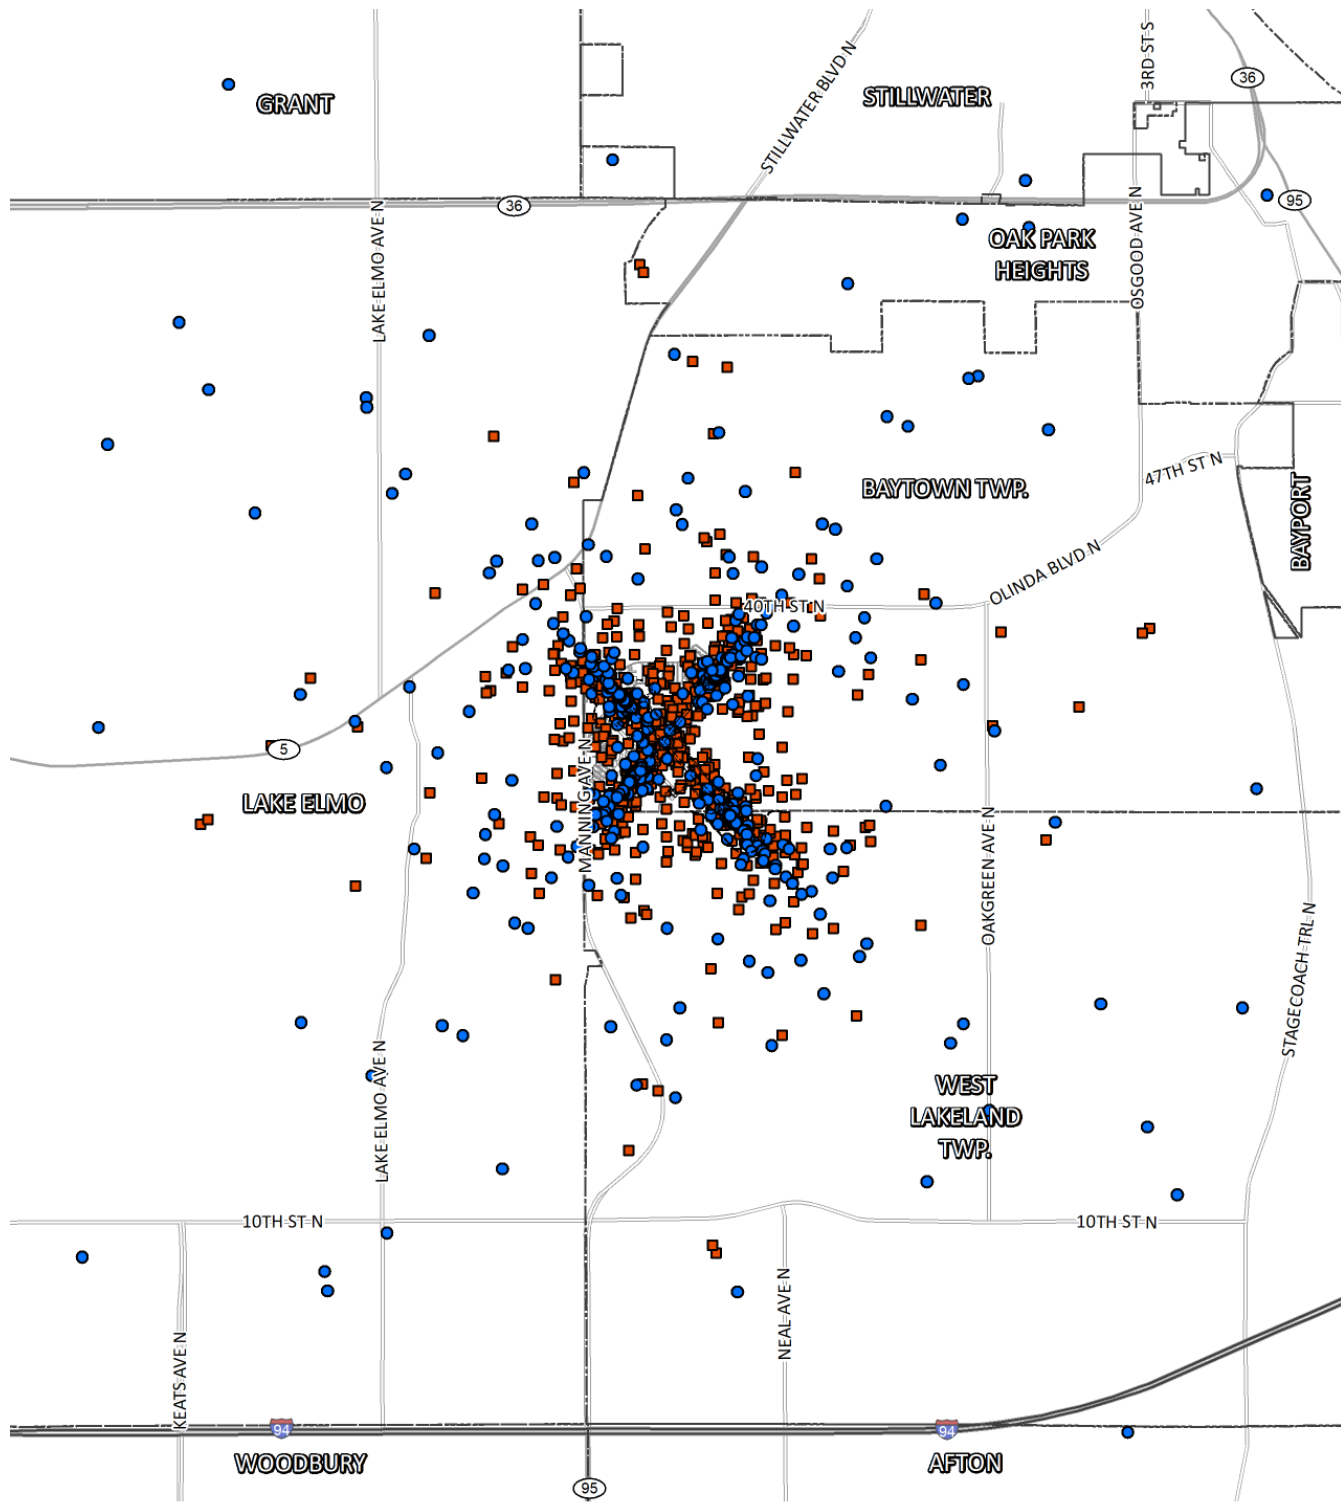 3RD ST S
STILLWATER BLVD N
36
STILLWATER
GRANT
36
95
LAKE ELMO AVE N
OSGOOD AVE N
OAK PARK
HEIGHTS
47TH ST N
BAYTOWN TWP.
BAYPORT
OLINDA BLVD N
40TH ST N
5
MANNING AVE N
LAKE ELMO
OAKGREEN AVE N
STAGECOACH TRL N
LAKE ELMO AVE N
WEST
LAKELAND
TWP.
10TH ST N
10TH ST N
NEAL AVE N
KEATS AVE N
94
94
WOODBURY
AFTON
95